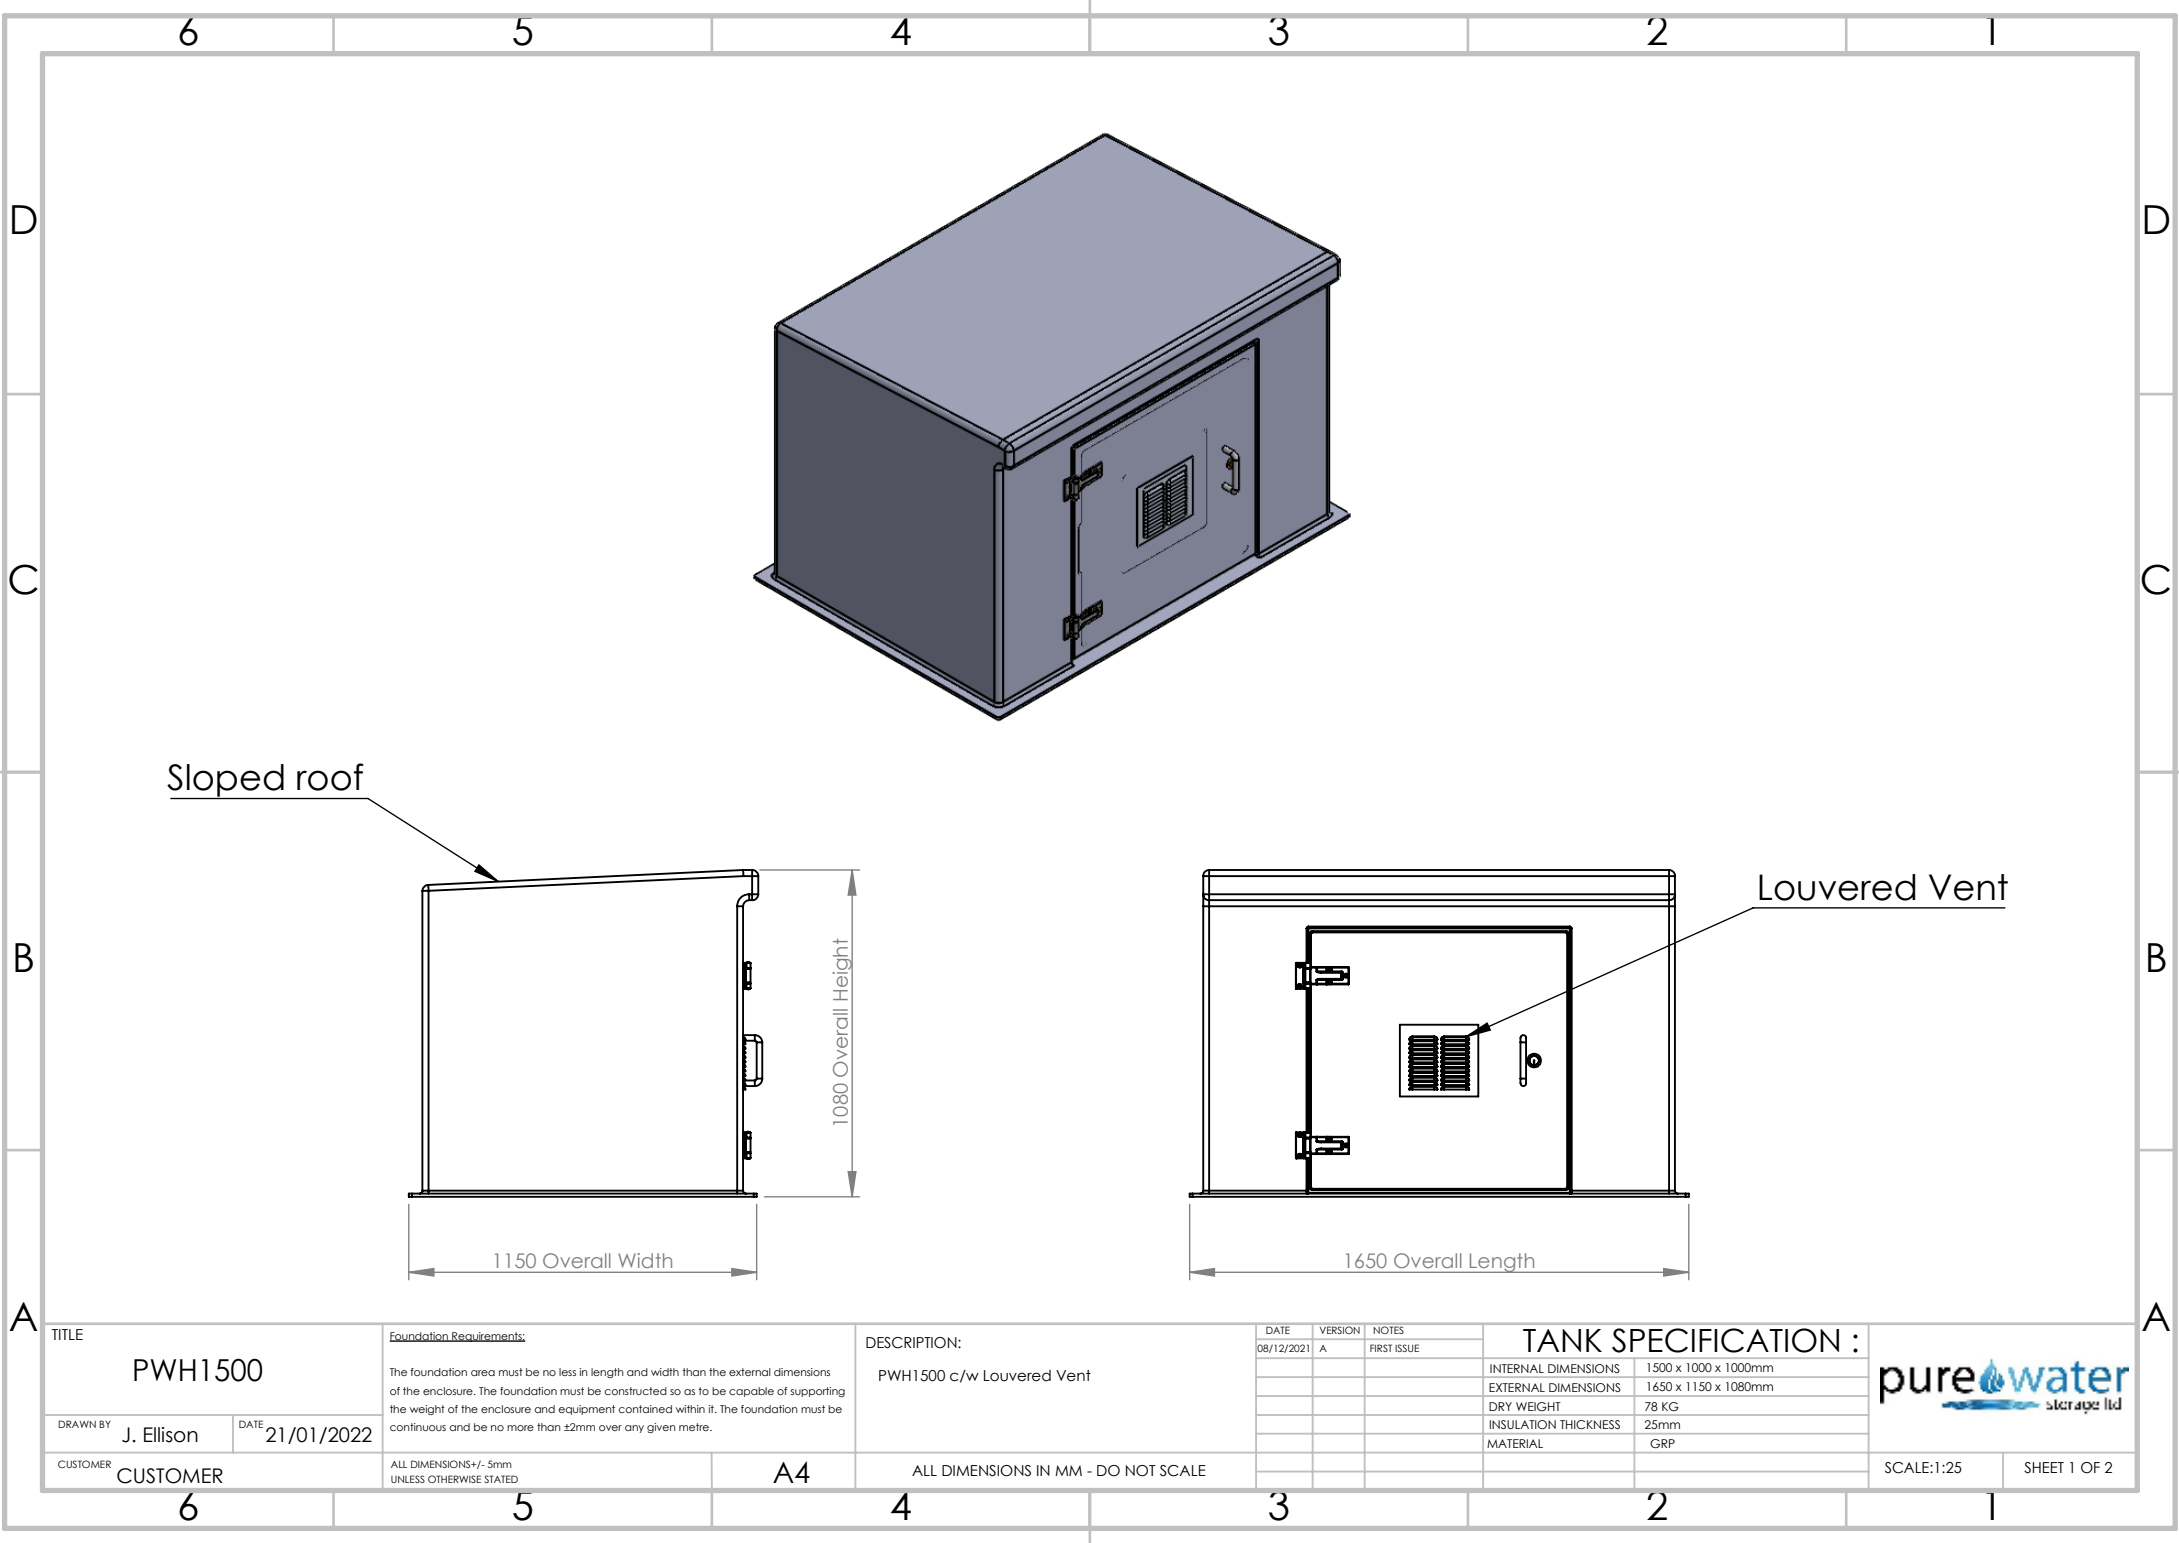 6 5 4 3 2 1
D D
C C
B B
A A
Sloped roof
Louvered Vent
1080 Overall Height
1150 Overall Width
1650 Overall Length
TITLE
PWH1500
DRAWN BY J. Ellison DATE 21/01/2022
CUSTOMER CUSTOMER
Foundation Requirements:
The foundation area must be no less in length and width than the external dimensions
of the enclosure. The foundation must be constructed so as to be capable of supporting
the weight of the enclosure and equipment contained within it. The foundation must be
continuous and be no more than ±2mm over any given metre.
ALL DIMENSIONS+/- 5mm
UNLESS OTHERWISE STATED
A4
DESCRIPTION:
PWH1500 c/w Louvered Vent
ALL DIMENSIONS IN MM - DO NOT SCALE
DATE VERSION NOTES
08/12/2021 A FIRST ISSUE
TANK SPECIFICATION :
INTERNAL DIMENSIONS 1500 x 1000 x 1000mm
EXTERNAL DIMENSIONS 1650 x 1150 x 1080mm
DRY WEIGHT 78 KG
INSULATION THICKNESS 25mm
MATERIAL GRP
pure water
storage ltd
SCALE:1:25 SHEET 1 OF 2
6 5 4 3 2 1